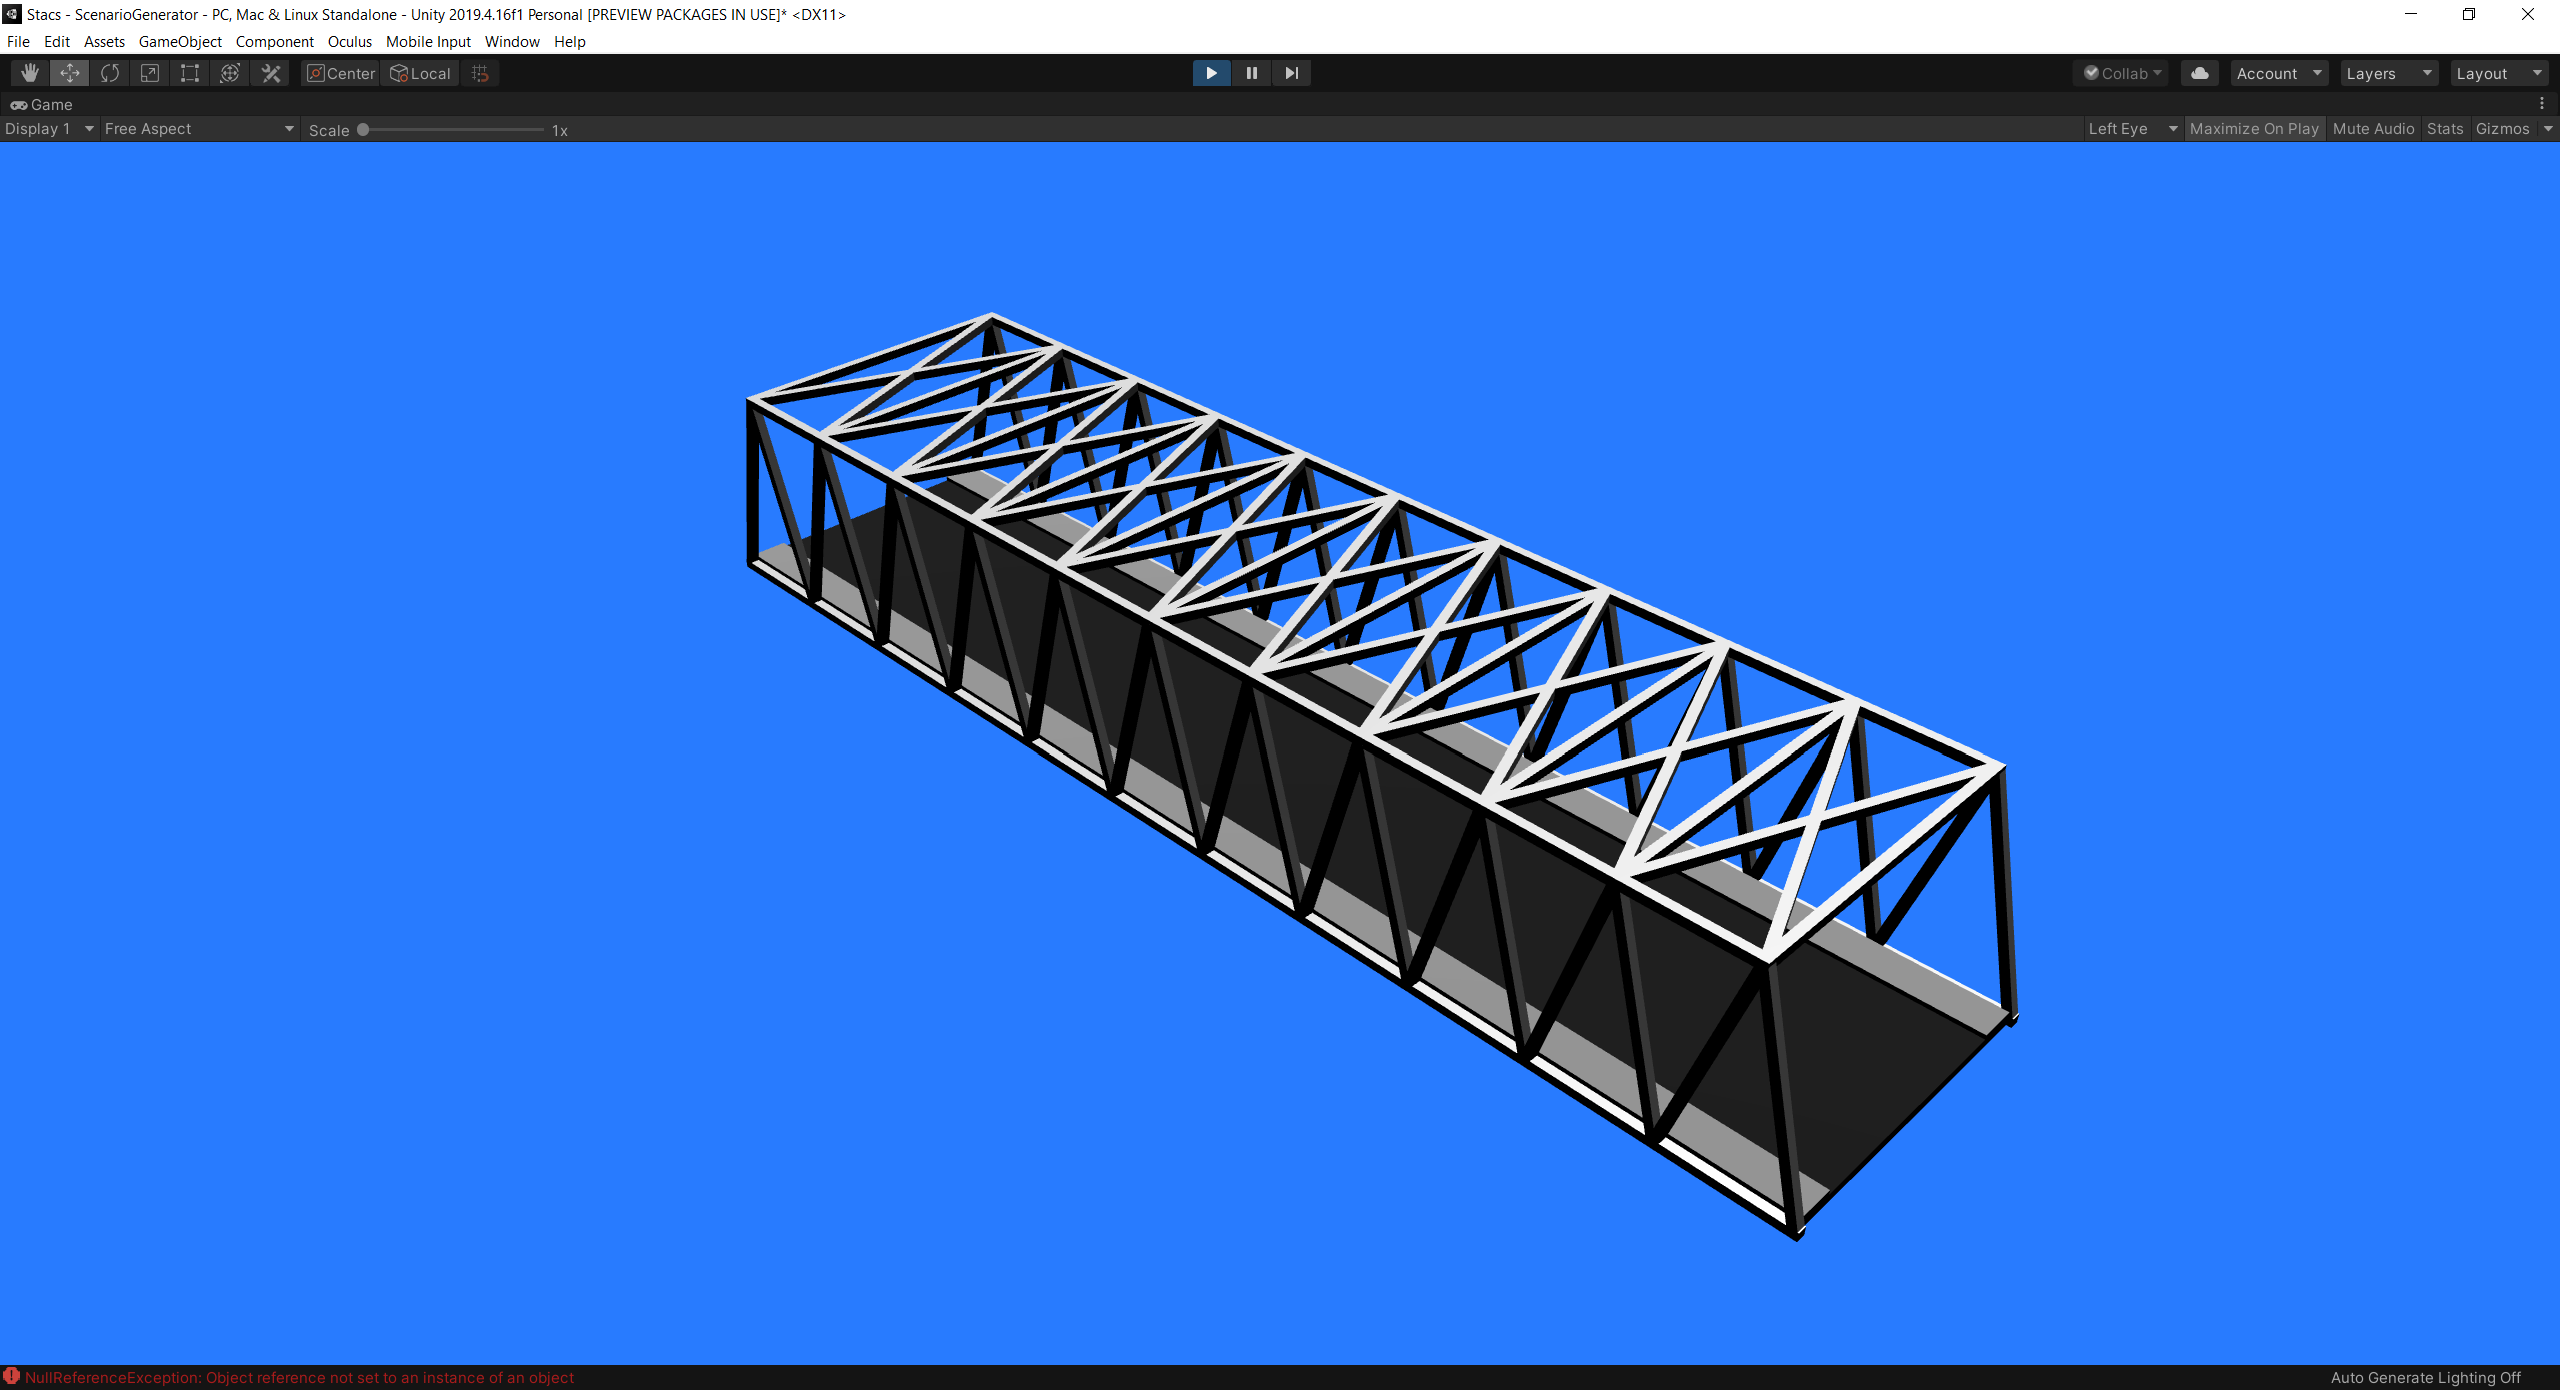 Stacs - ScenarioGenerator - PC, Mac & Linux Standalone - Unity 2019.4.16f1 Personal [PREVIEW PACKAGES IN USE]* <DX11>
File Edit Assets GameObject Component Oculus Mobile Input Window Help
Center Local Collab Account Layers Layout
Game
Display 1 Free Aspect Scale 1x Left Eye Maximize On Play Mute Audio Stats Gizmos
NullReferenceException: Object reference not set to an instance of an object Auto Generate Lighting Off